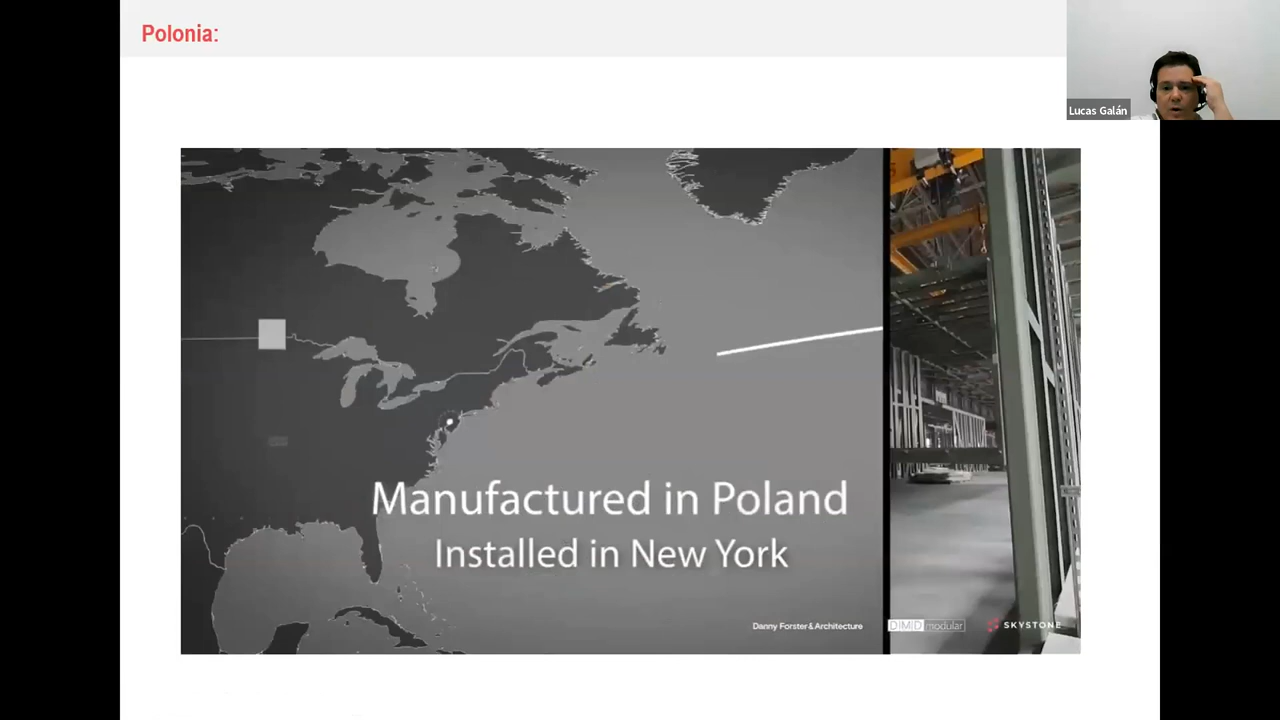 Polonia:
Lucas Galán
Manufactured in Poland
Installed in New York
Danny Forster & Architecture
DMD modular
SKYSTONE